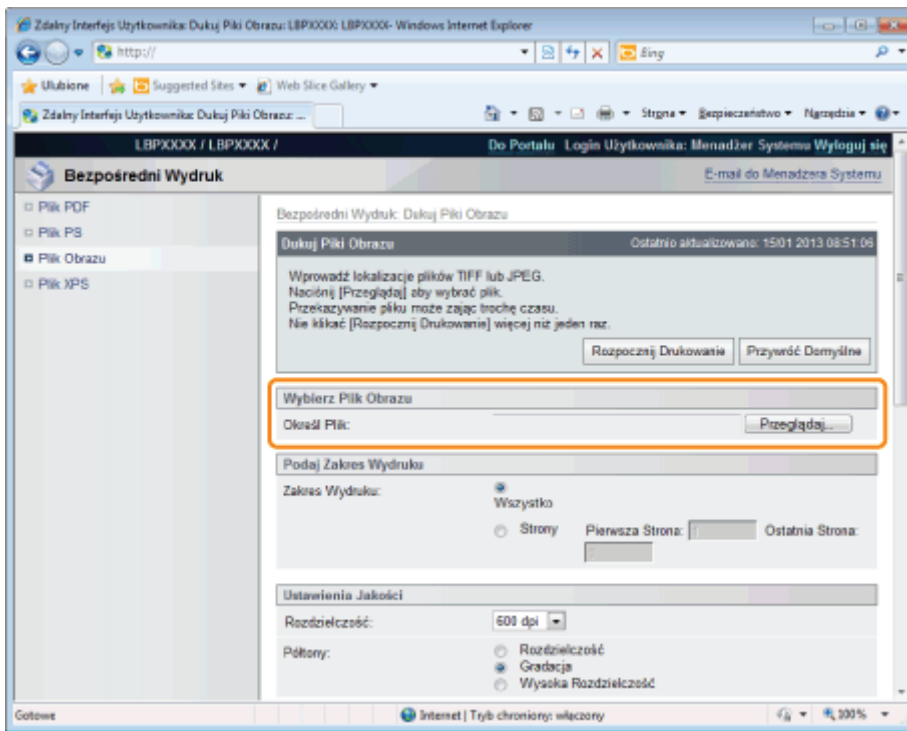 Zdalny Interfejs Użytkownika: Dukuj Piki Obrazu: LBPXXXX: LBPXXXX - Windows Internet Explorer
http://
Bing
Ulubione Suggested Sites Web Slice Gallery
Zdalny Interfejs Użytkownika: Dukuj Piki Obrazu: ... Strona Bezpieczeństwo Narzędzia
LBPXXXX / LBPXXXX / Do Portalu Login Użytkownika: Menadżer Systemu Wyloguj się
Bezpośredni Wydruk E-mail do Menadzera Systemu
Plik PDF
Plik PS
Plik Obrazu
Plik XPS
Bezpośredni Wydruk: Dukuj Piki Obrazu
Dukuj Piki Obrazu Ostatnio aktualizowano: 15/01 2013 08:51:06
Wprowadź lokalizacje plików TIFF lub JPEG.
Naciśnij [Przeglądaj] aby wybrać plik.
Przekazywanie pliku może zając trochę czasu.
Nie klikać [Rozpocznij Drukowanie] więcej niż jeden raz.
Rozpocznij Drukowanie Przywróć Domyślne
Wybierz Plik Obrazu
Określ Plik: Przeglądaj...
Podaj Zakres Wydruku
Zakres Wydruku:
Wszystko
Strony Pierwsza Strona: Ostatnia Strona:
Ustawienia Jakości
Rozdzielczość: 600 dpi
Półtony: Rozdzielczość
Gradacja
Wysoka Rozdzielczość
Gotowe Internet | Tryb chroniony: włączony 100%